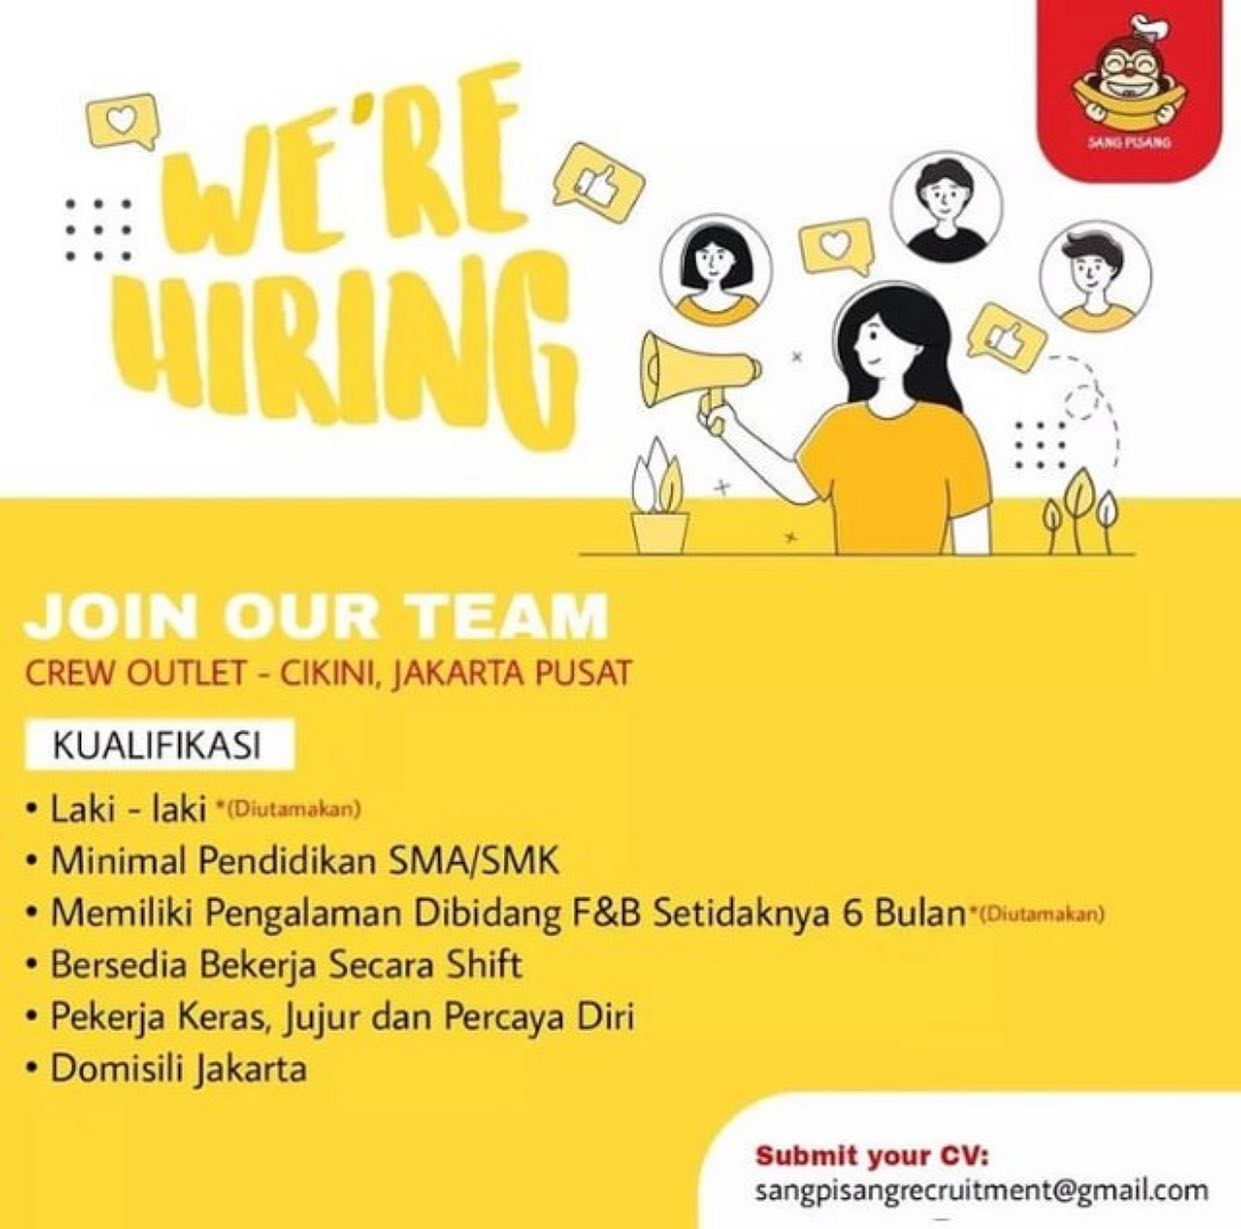 SANG PISANG
WE'RE
HIRING
JOIN OUR TEAM
CREW OUTLET - CIKINI, JAKARTA PUSAT
KUALIFIKASI
• Laki - laki *(Diutamakan)
• Minimal Pendidikan SMA/SMK
• Memiliki Pengalaman Dibidang F&B Setidaknya 6 Bulan*(Diutamakan)
• Bersedia Bekerja Secara Shift
• Pekerja Keras, Jujur dan Percaya Diri
• Domisili Jakarta
Submit your CV:
sangpisangrecruitment@gmail.com